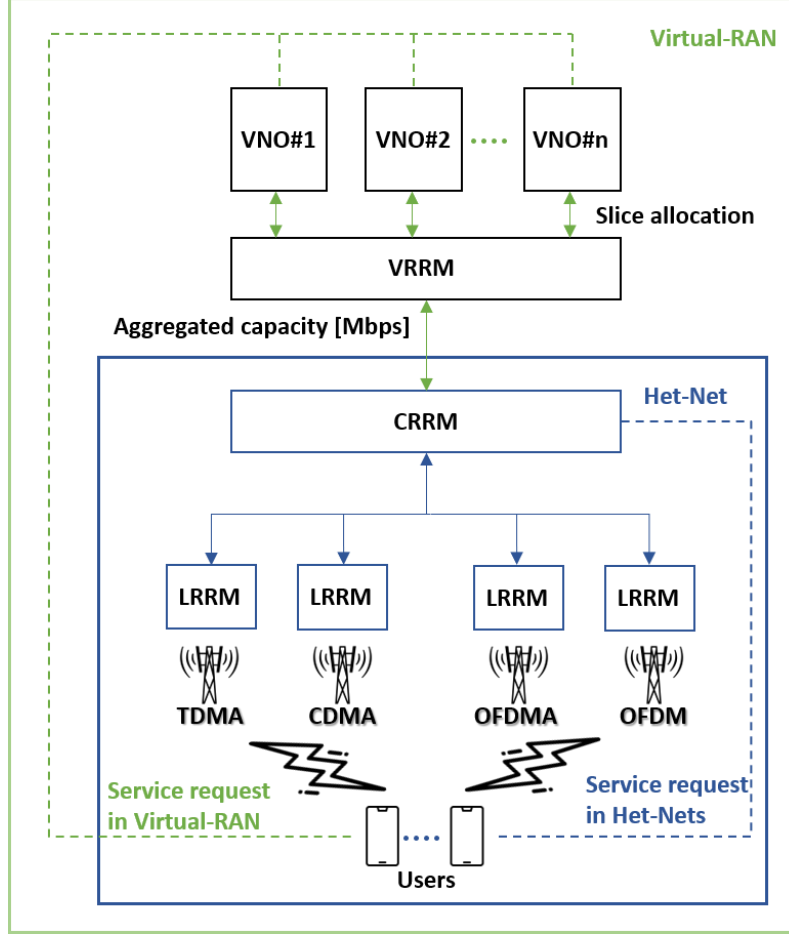 Virtual-RAN
VNO#1
VNO#2
VNO#n
Slice allocation
VRRM
Aggregated capacity [Mbps]
Het-Net
CRRM
LRRM
LRRM
LRRM
LRRM
TDMA
CDMA
OFDMA
OFDM
Service request
in Virtual-RAN
Service request
in Het-Nets
Users